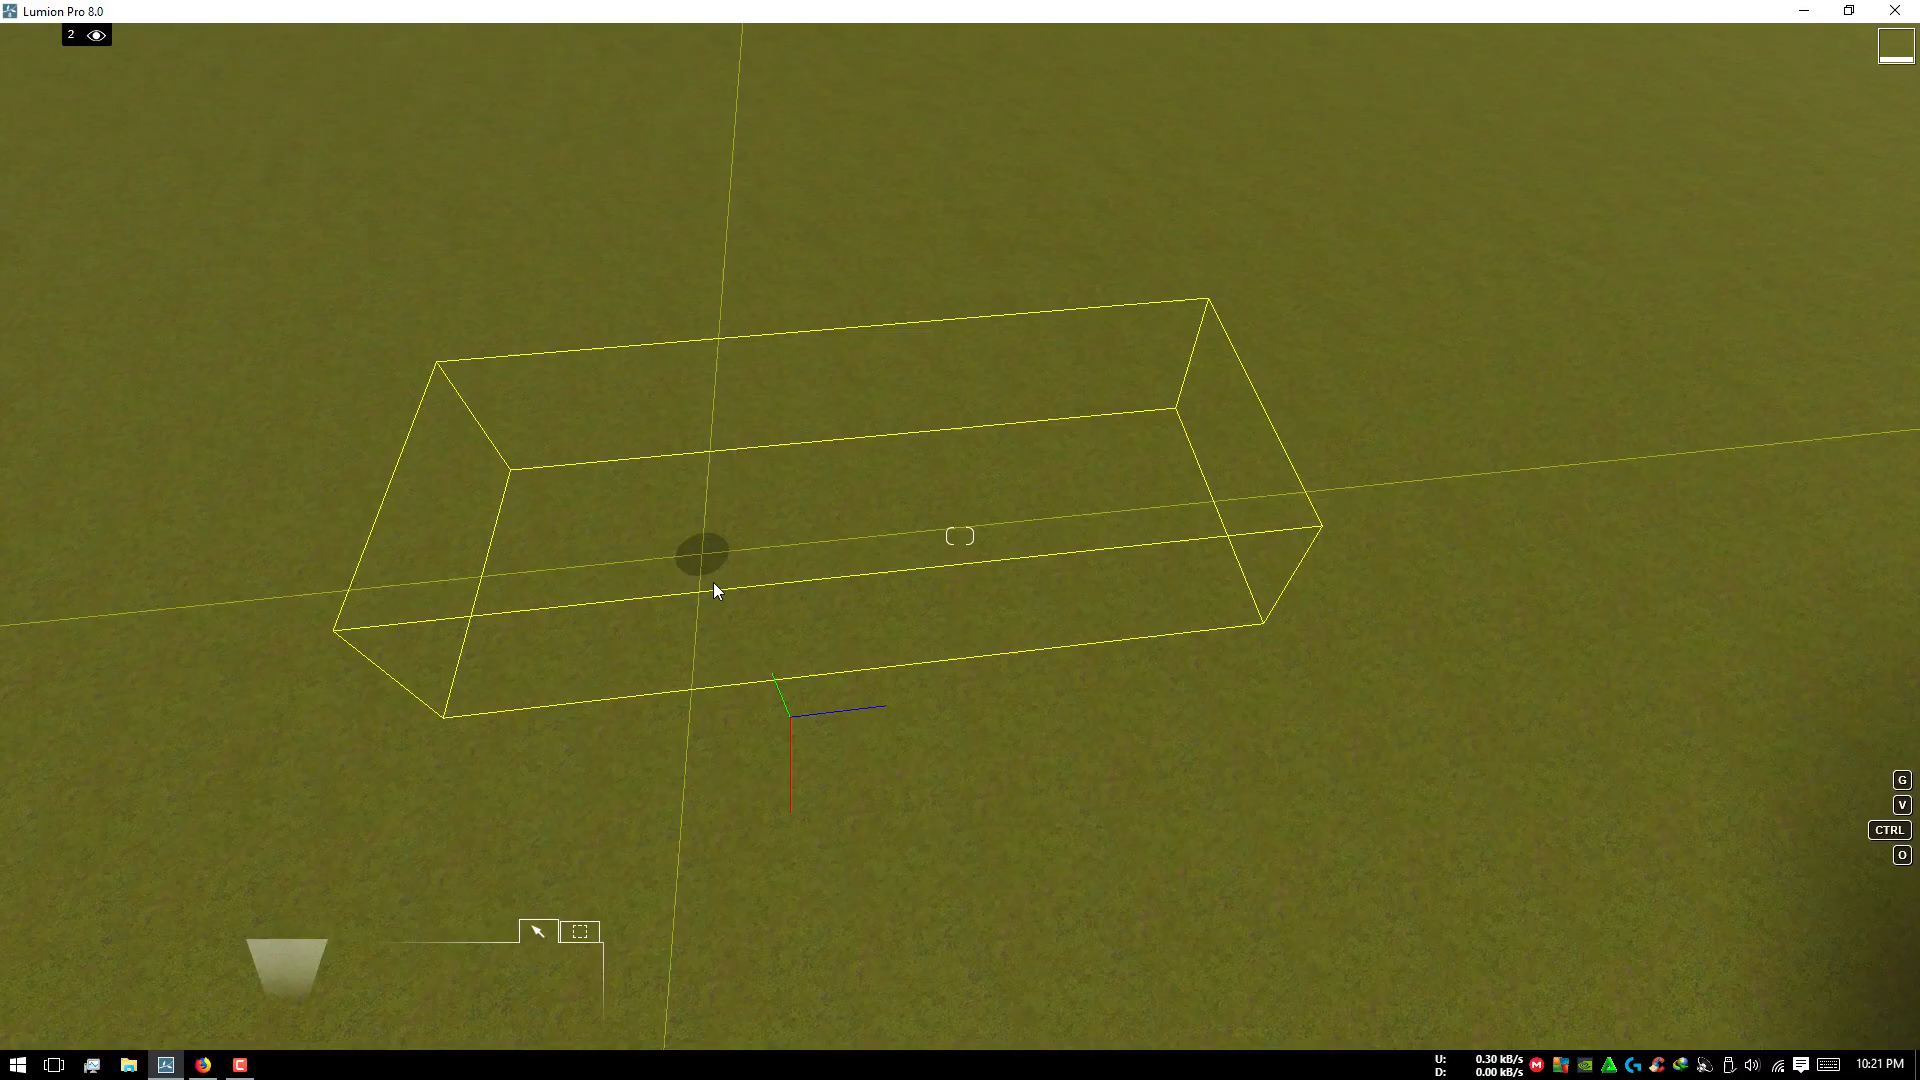 Lumion Pro 8.0
2
G
V
CTRL
O
U: 0.30 kB/s
D: 0.00 kB/s
10:21 PM